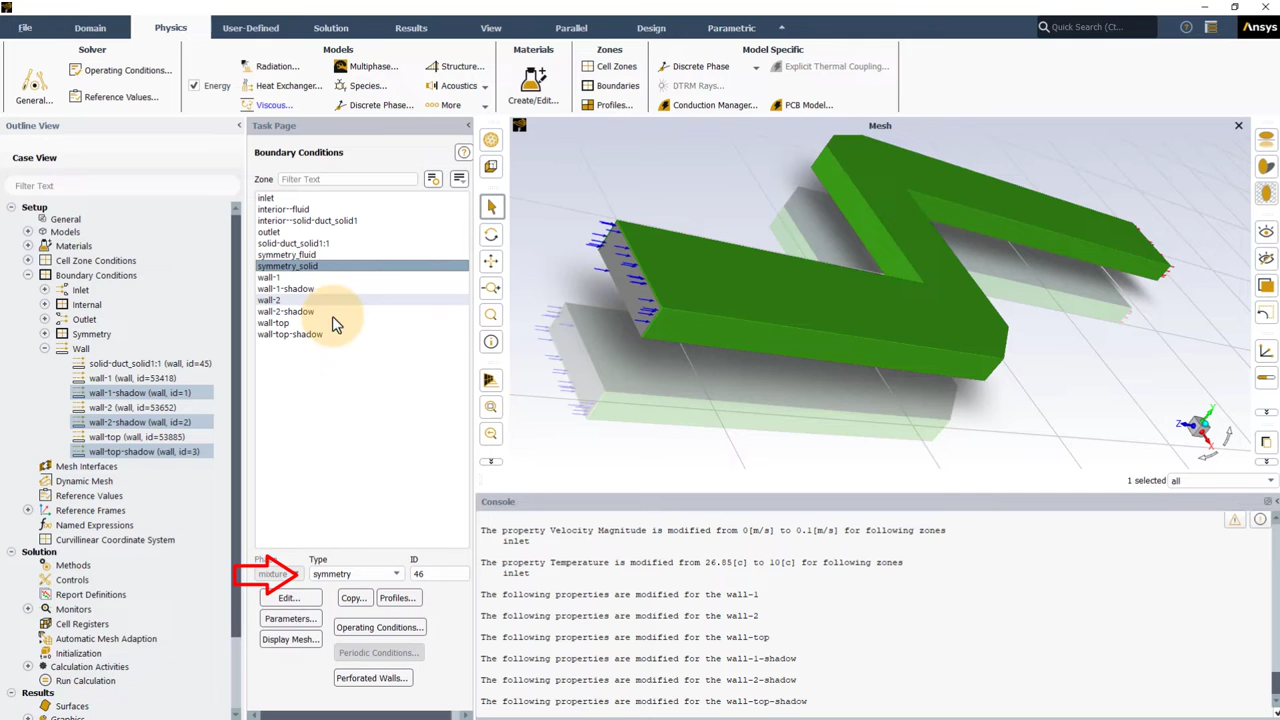 File
Domain
Physics
User-Defined
Solution
Results
View
Parallel
Design
Parametric
Quick Search (Ct...
Ansys
Solver
Models
Materials
Zones
Model Specific
General...
Operating Conditions...
Reference Values...
Energy
Radiation...
Heat Exchanger...
Viscous...
Multiphase...
Species...
Discrete Phase...
Structure...
Acoustics
More
Create/Edit...
Cell Zones
Boundaries
Profiles...
Discrete Phase
DTRM Rays...
Conduction Manager...
Explicit Thermal Coupling...
PCB Model...
Outline View
Case View
Filter Text
Setup
General
Models
Materials
Cell Zone Conditions
Boundary Conditions
Inlet
Internal
Outlet
Symmetry
Wall
solid-duct_solid1:1 (wall, id=45)
wall-1 (wall, id=53418)
wall-1-shadow (wall, id=1)
wall-2 (wall, id=53652)
wall-2-shadow (wall, id=2)
wall-top (wall, id=53885)
wall-top-shadow (wall, id=3)
Mesh Interfaces
Dynamic Mesh
Reference Values
Reference Frames
Named Expressions
Curvillinear Coordinate System
Solution
Methods
Controls
Report Definitions
Monitors
Cell Registers
Automatic Mesh Adaption
Initialization
Calculation Activities
Run Calculation
Results
Surfaces
Task Page
Boundary Conditions
Zone
Filter Text
inlet
interior--fluid
interior--solid-duct_solid1
outlet
solid-duct_solid1:1
symmetry_fluid
symmetry_solid
wall-1
wall-1-shadow
wall-2
wall-2-shadow
wall-top
wall-top-shadow
Type
ID
mixture
symmetry
46
Edit...
Copy...
Profiles...
Parameters...
Operating Conditions...
Display Mesh...
Periodic Conditions...
Perforated Walls...
Mesh
Y
Z
X
1 selected
all
Console
The property Velocity Magnitude is modified from 0[m/s] to 0.1[m/s] for following zones
inlet
The property Temperature is modified from 26.85[c] to 10[c] for following zones
inlet
The following properties are modified for the wall-1
The following properties are modified for the wall-2
The following properties are modified for the wall-top
The following properties are modified for the wall-1-shadow
The following properties are modified for the wall-2-shadow
The following properties are modified for the wall-top-shadow